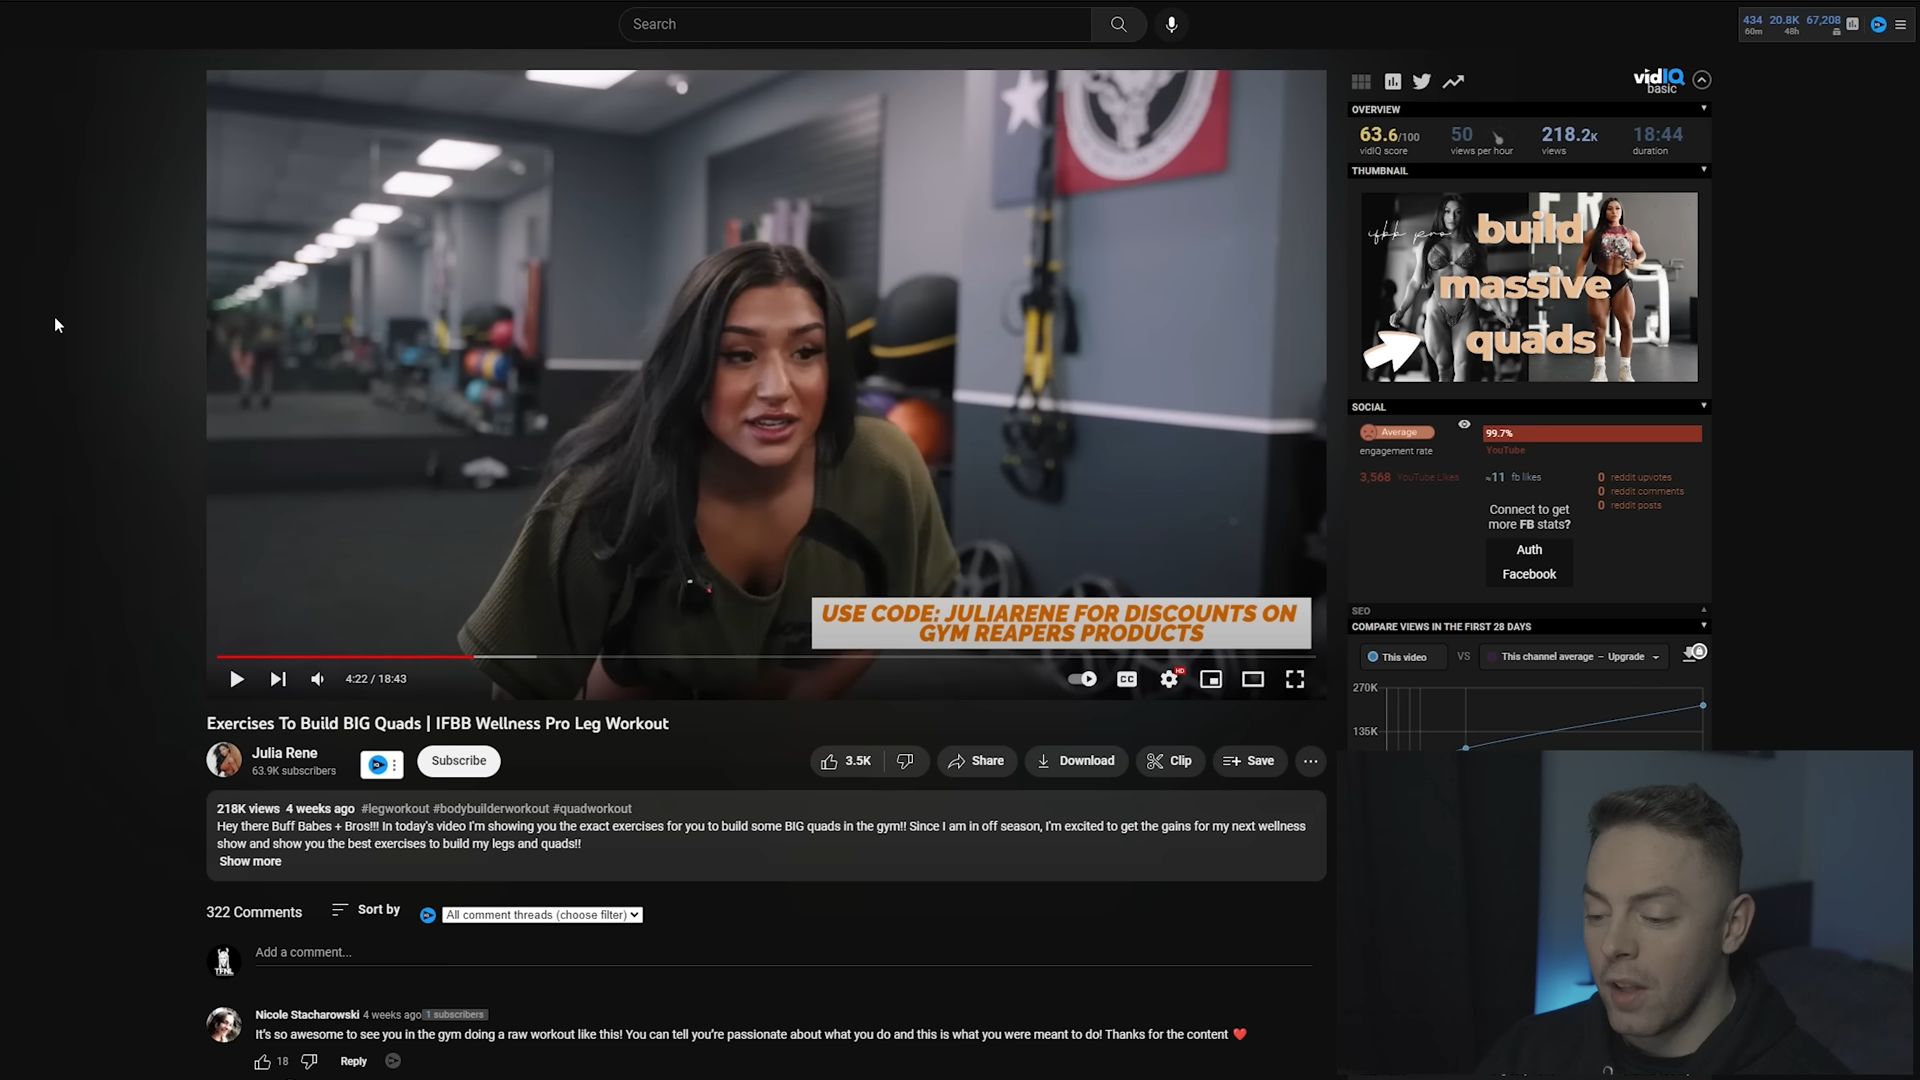 Search
434 20.8K 67,208
60m 48h
vidIQ
basic
OVERVIEW
63.6/100 50 218.2K 18:44
vidIQ score views per hour views duration
THUMBNAIL
ifbb pro
build
massive
quads
SOCIAL
Average
engagement rate
99.7%
YouTube
3,568 YouTube Likes
≈11 fb likes
0 reddit upvotes
0 reddit comments
0 reddit posts
Connect to get
more FB stats?
Auth
Facebook
SEO
COMPARE VIEWS IN THE FIRST 28 DAYS
This video VS This channel average – Upgrade
270K
135K
USE CODE: JULIARENE FOR DISCOUNTS ON
GYM REAPERS PRODUCTS
4:22 / 18:43
CC
HD
Exercises To Build BIG Quads | IFBB Wellness Pro Leg Workout
Julia Rene
63.9K subscribers
Subscribe
3.5K
Share
Download
Clip
Save
218K views 4 weeks ago #legworkout #bodybuilderworkout #quadworkout
Hey there Buff Babes + Bros!!! In today's video I'm showing you the exact exercises for you to build some BIG quads in the gym!! Since I am in off season, I'm excited to get the gains for my next wellness
show and show you the best exercises to build my legs and quads!!
Show more
322 Comments
Sort by
All comment threads (choose filter)
TFNL
Add a comment...
Nicole Stacharowski 4 weeks ago 1 subscribers
It's so awesome to see you in the gym doing a raw workout like this! You can tell you're passionate about what you do and this is what you were meant to do! Thanks for the content ❤️
18
Reply